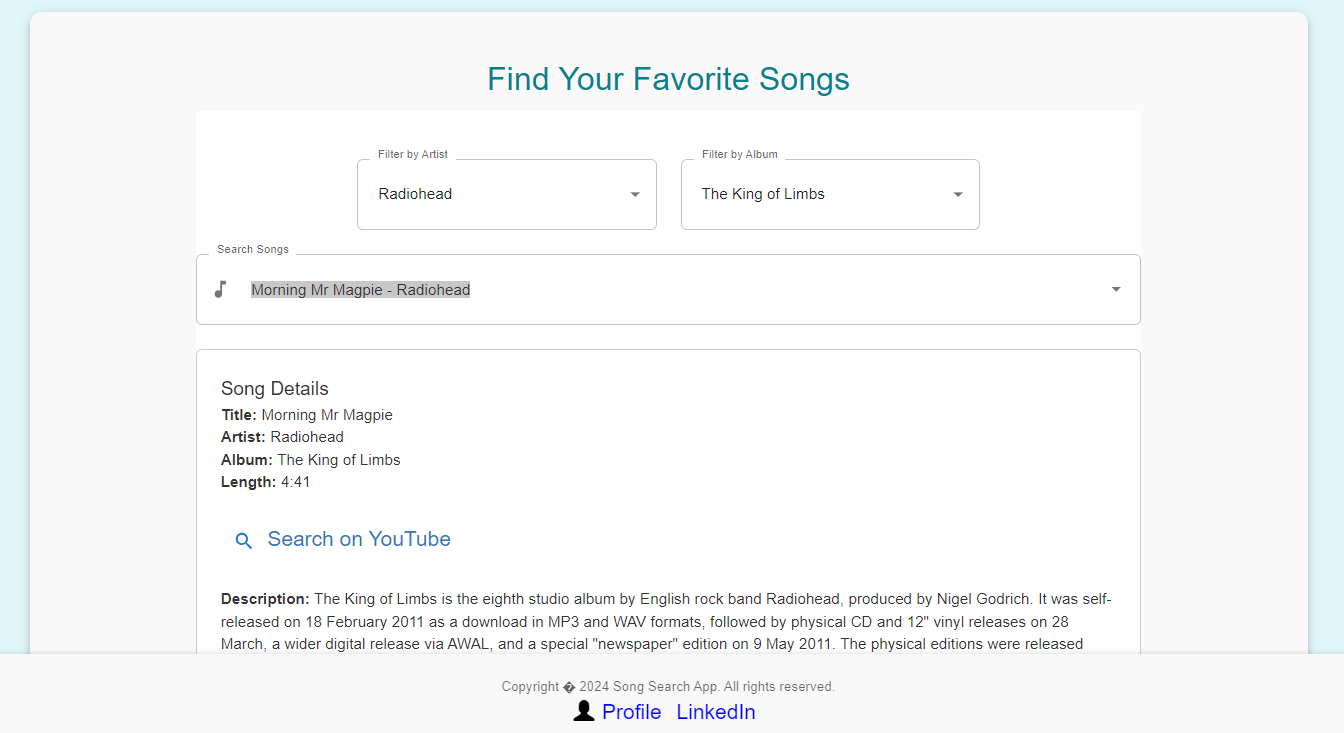 Find Your Favorite Songs
Filter by Artist
Filter by Album
Radiohead
The King of Limbs
Search Songs
Morning Mr Magpie - Radiohead
Song Details
Title: Morning Mr Magpie
Artist: Radiohead
Album: The King of Limbs
Length: 4:41
Search on YouTube
Description: The King of Limbs is the eighth studio album by English rock band Radiohead, produced by Nigel Godrich. It was self-
released on 18 February 2011 as a download in MP3 and WAV formats, followed by physical CD and 12" vinyl releases on 28
March, a wider digital release via AWAL, and a special "newspaper" edition on 9 May 2011. The physical editions were released
Copyright � 2024 Song Search App. All rights reserved.
Profile LinkedIn